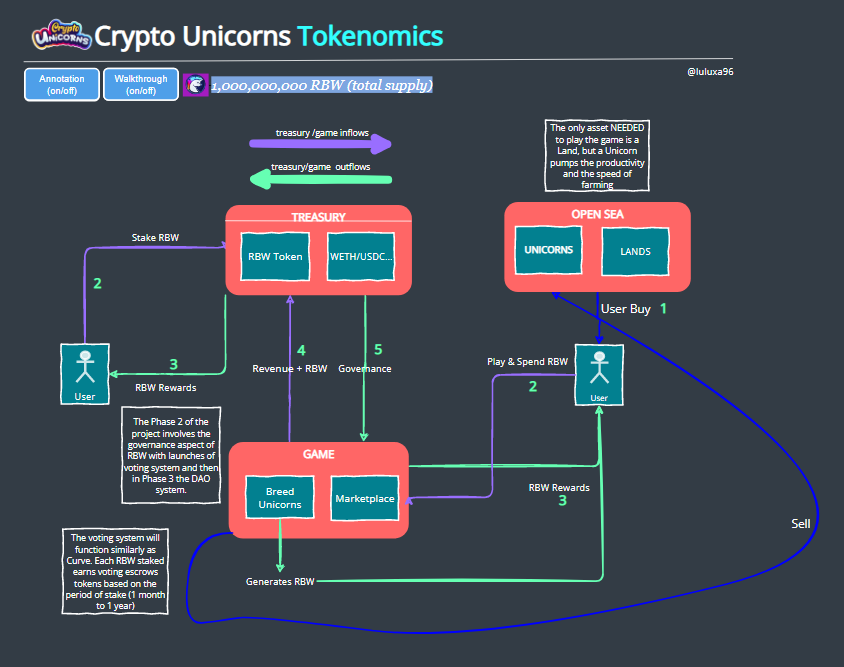 Crypto
UNICORNS
Crypto Unicorns Tokenomics
@luluxa96
Annotation
(on/off)
Walkthrough
(on/off)
1,000,000,000 RBW (total supply)
treasury /game inflows
treasury/game outflows
The only asset NEEDED
to play the game is a
Land, but a Unicorn
pumps the productivity
and the speed of
farming
TREASURY
RBW Token
WETH/USDC...
OPEN SEA
UNICORNS
LANDS
Stake RBW
2
User Buy 1
3
RBW Rewards
User
4
Revenue + RBW
5
Governance
Play & Spend RBW
2
User
The Phase 2 of the
project involves the
governance aspect of
RBW with launches of
voting system and then
in Phase 3 the DAO
system.
GAME
Breed
Unicorns
Marketplace
RBW Rewards
3
Sell
The voting system will
function similarly as
Curve. Each RBW staked
earns voting escrows
tokens based on the
period of stake (1 month
to 1 year)
Generates RBW